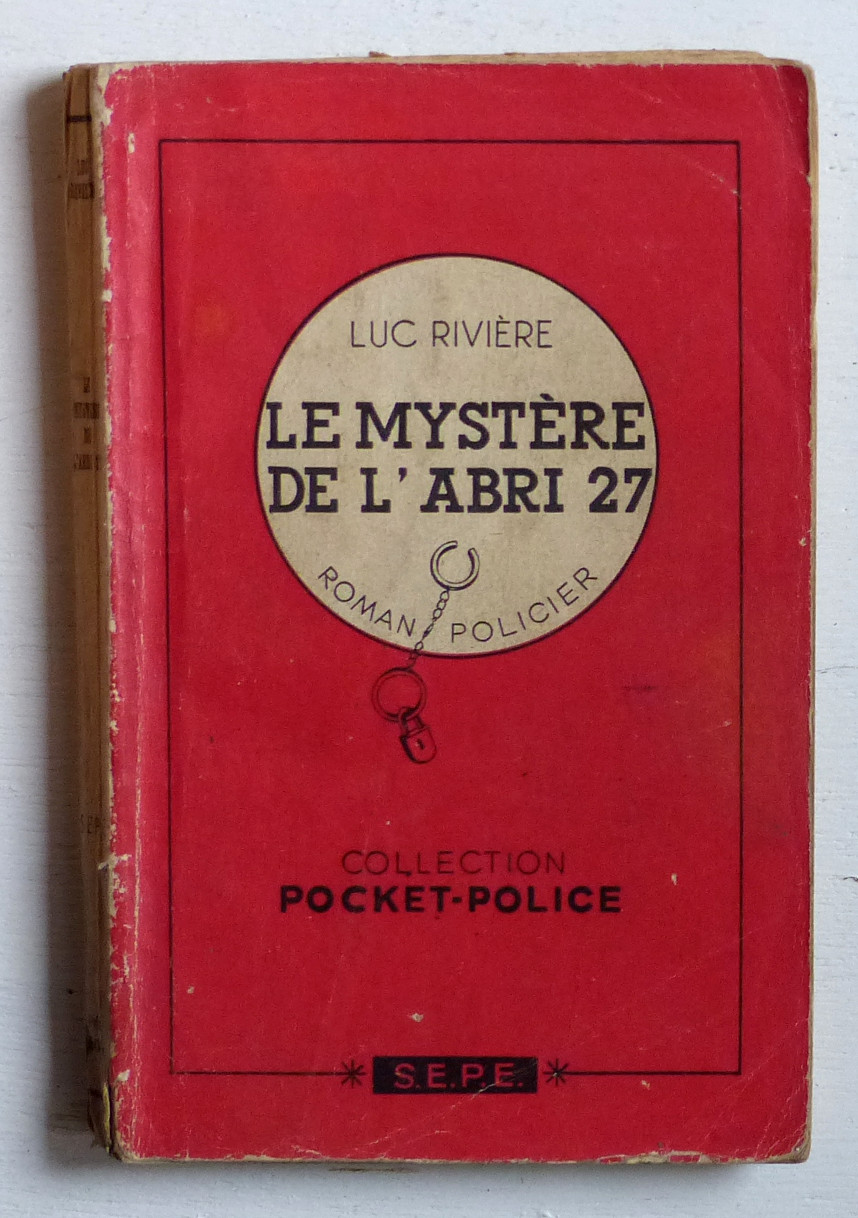 LUC RIVIÈRE
LE MYSTÈRE
DE L'ABRI 27
ROMAN POLICIER
COLLECTION
POCKET-POLICE
S.E.P.E.